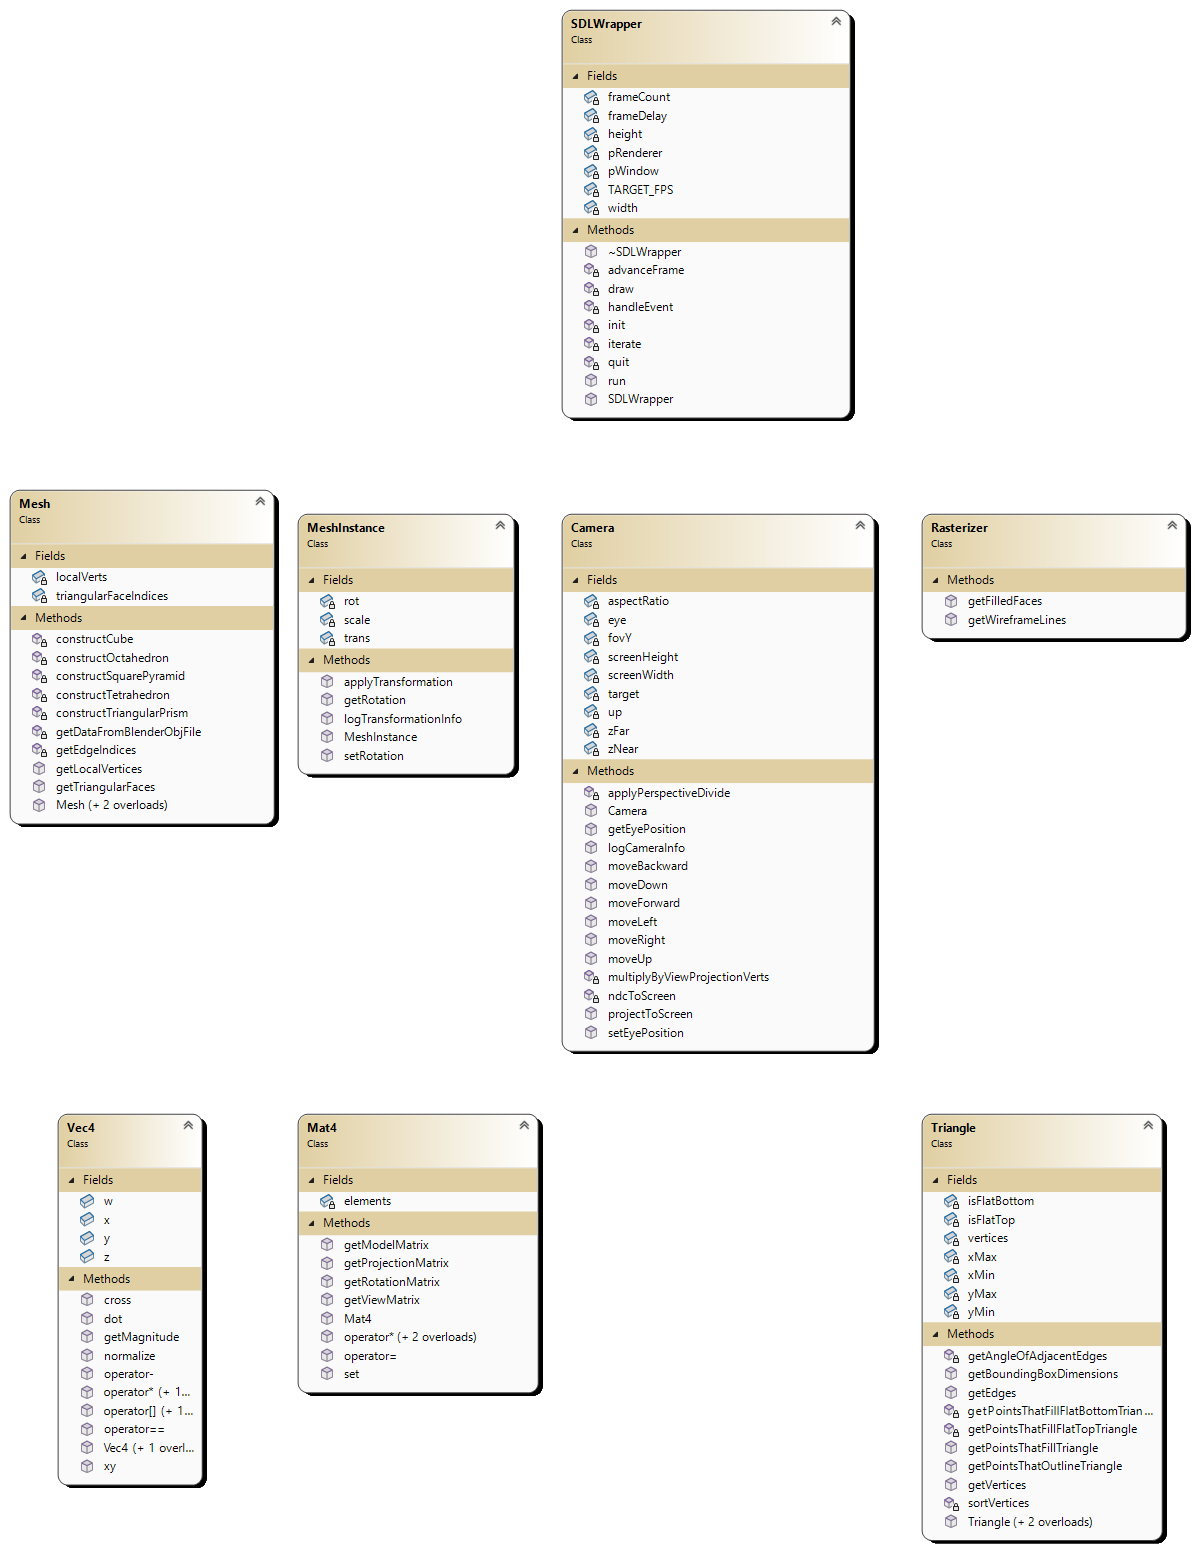 SDLWrapper
Class
Fields
frameCount
frameDelay
height
pRenderer
pWindow
TARGET_FPS
width
Methods
~SDLWrapper
advanceFrame
draw
handleEvent
init
iterate
quit
run
SDLWrapper
Mesh
Class
Fields
localVerts
triangularFaceIndices
Methods
constructCube
constructOctahedron
constructSquarePyramid
constructTetrahedron
constructTriangularPrism
getDataFromBlenderObjFile
getEdgeIndices
getLocalVertices
getTriangularFaces
Mesh (+ 2 overloads)
MeshInstance
Class
Fields
rot
scale
trans
Methods
applyTransformation
getRotation
logTransformationInfo
MeshInstance
setRotation
Camera
Class
Fields
aspectRatio
eye
fovY
screenHeight
screenWidth
target
up
zFar
zNear
Methods
applyPerspectiveDivide
Camera
getEyePosition
logCameraInfo
moveBackward
moveDown
moveForward
moveLeft
moveRight
moveUp
multiplyByViewProjectionVerts
ndcToScreen
projectToScreen
setEyePosition
Rasterizer
Class
Methods
getFilledFaces
getWireframeLines
Vec4
Class
Fields
w
x
y
z
Methods
cross
dot
getMagnitude
normalize
operator-
operator* (+ 1...
operator[] (+ 1...
operator==
Vec4 (+ 1 overl...
xy
Mat4
Class
Fields
elements
Methods
getModelMatrix
getProjectionMatrix
getRotationMatrix
getViewMatrix
Mat4
operator* (+ 2 overloads)
operator=
set
Triangle
Class
Fields
isFlatBottom
isFlatTop
vertices
xMax
xMin
yMax
yMin
Methods
getAngleOfAdjacentEdges
getBoundingBoxDimensions
getEdges
getPointsThatFillFlatBottomTrian...
getPointsThatFillFlatTopTriangle
getPointsThatFillTriangle
getPointsThatOutlineTriangle
getVertices
sortVertices
Triangle (+ 2 overloads)